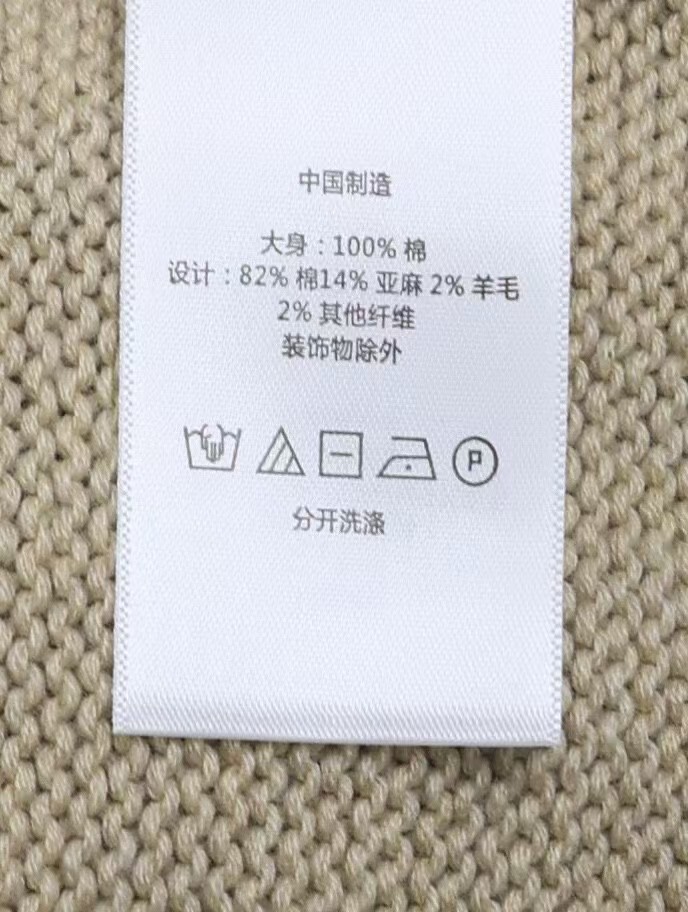 中国制造
大身：100% 棉
设计：82% 棉14% 亚麻 2% 羊毛
2% 其他纤维
装饰物除外
P
分开洗涤